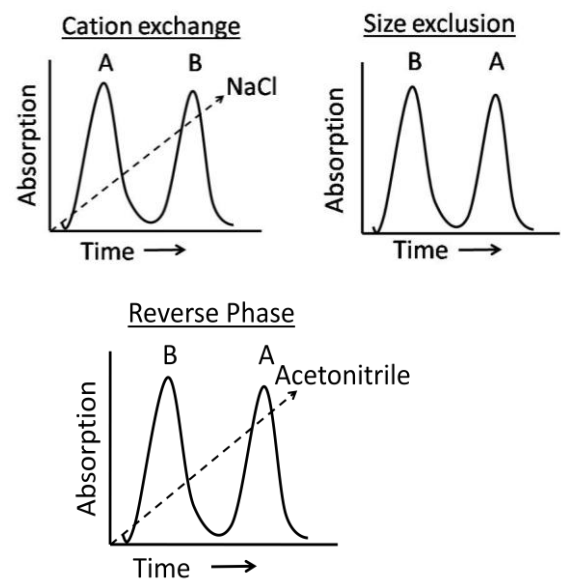 Cation exchange
A B
NaCl
Absorption
Time
Size exclusion
B A
Absorption
Time
Reverse Phase
B A
Acetonitrile
Absorption
Time